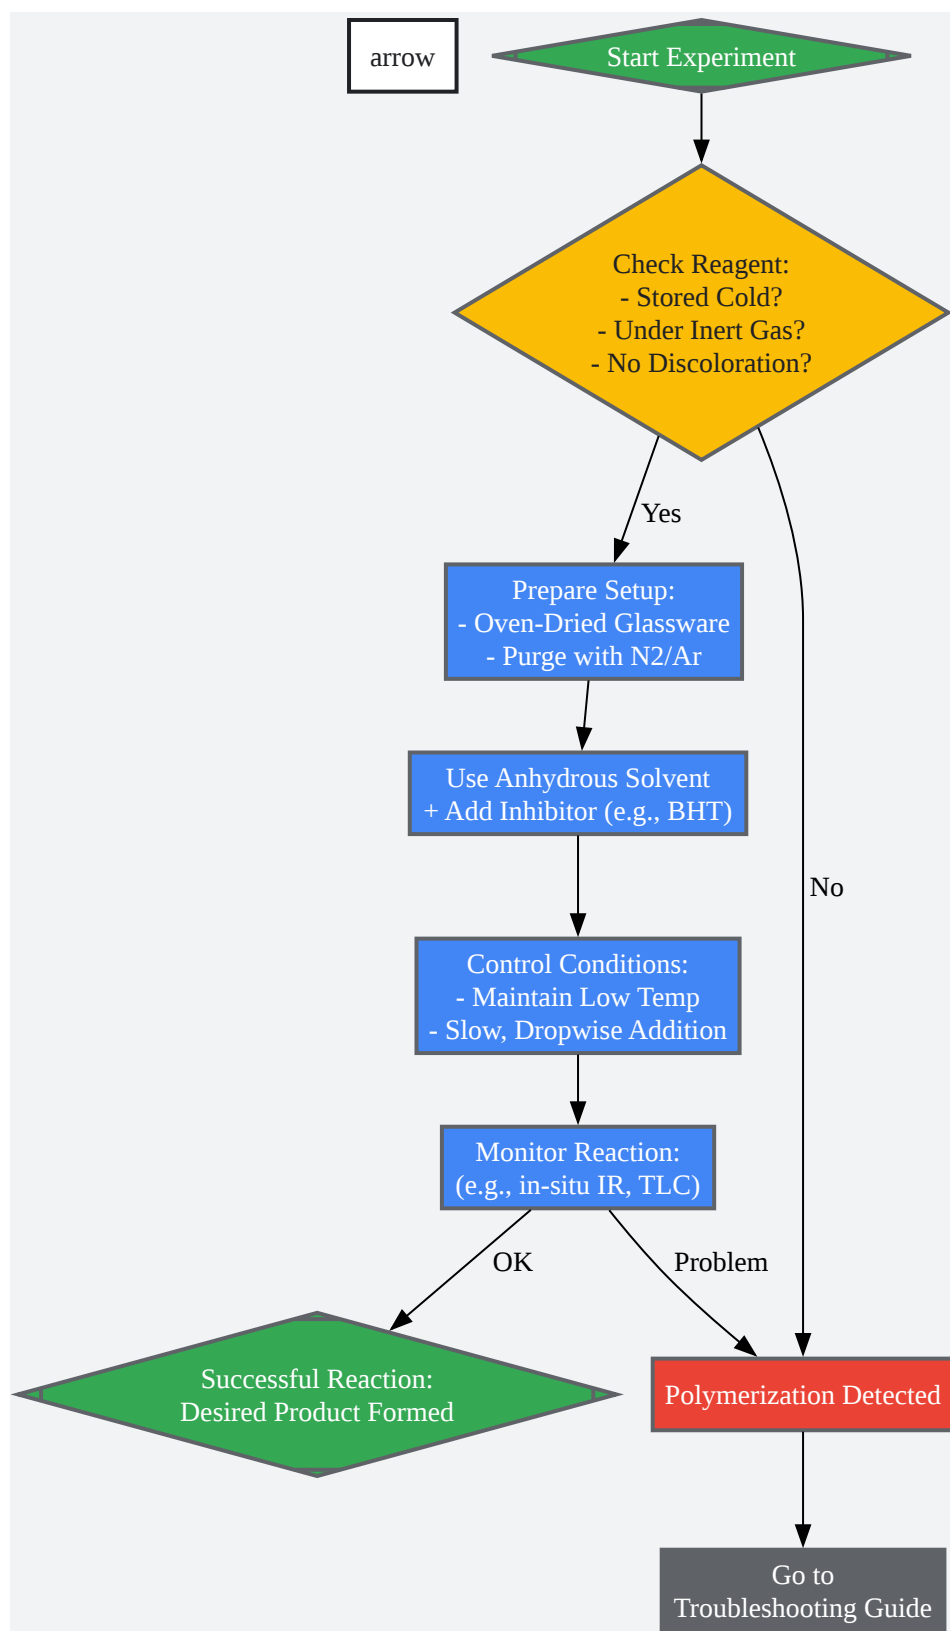 arrow
Start Experiment
Check Reagent:
- Stored Cold?
- Under Inert Gas?
- No Discoloration?
Yes
Prepare Setup:
- Oven-Dried Glassware
- Purge with N2/Ar
Use Anhydrous Solvent
+ Add Inhibitor (e.g., BHT)
No
Control Conditions:
- Maintain Low Temp
- Slow, Dropwise Addition
Monitor Reaction:
(e.g., in-situ IR, TLC)
OK
Problem
Successful Reaction:
Desired Product Formed
Polymerization Detected
Go to
Troubleshooting Guide